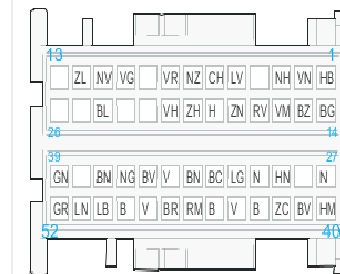 13 1
ZL NV VG VR NZ CH LV NH VN HB
BL VH ZH H ZN RV VM BZ BG
26 14
39 27
GN BN NG BV V BN BC LG N HN IN
GR LN LB B V BR RM B V B ZC BV HM
52 40